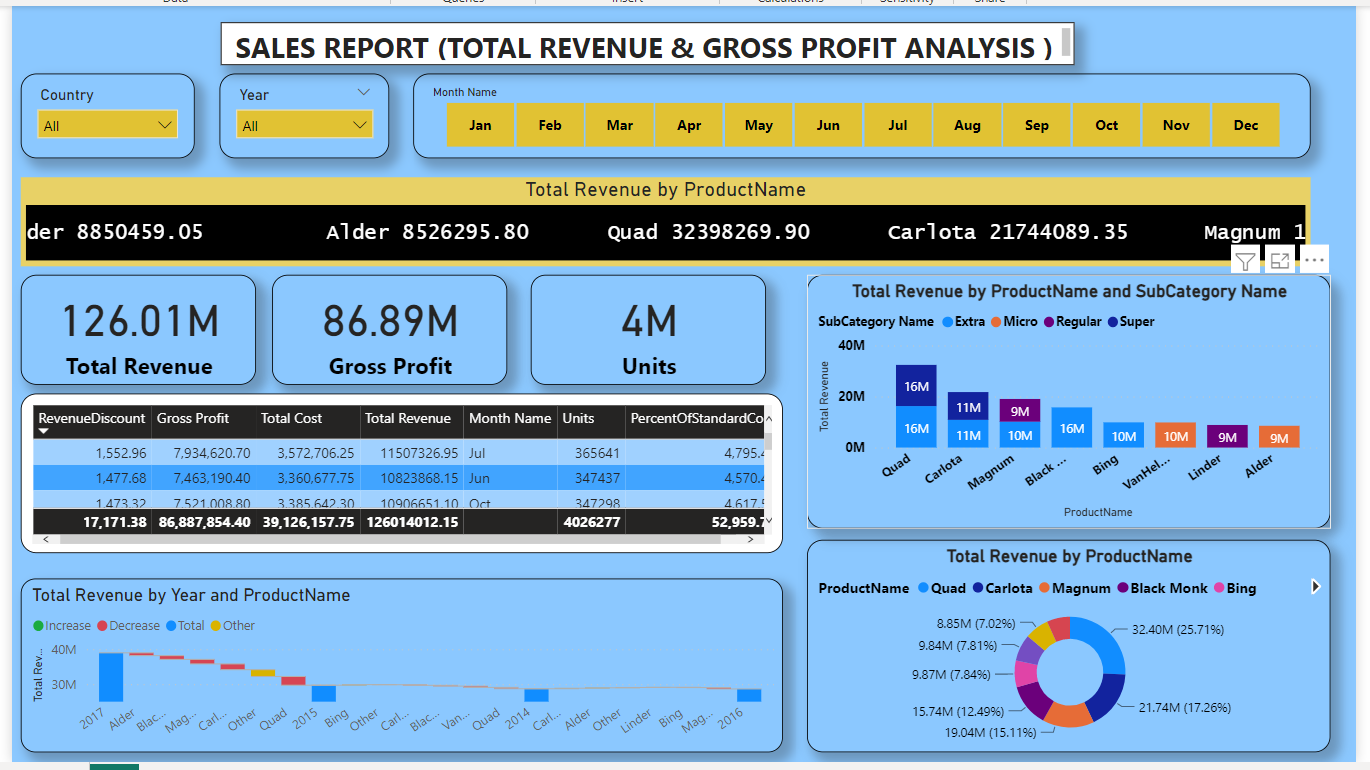 Data Queries Insert Calculations Sensitivity Share
SALES REPORT (TOTAL REVENUE & GROSS PROFIT ANALYSIS )
Country
All
Year
All
Month Name
Jan Feb Mar Apr May Jun Jul Aug Sep Oct Nov Dec
Total Revenue by ProductName
der 8850459.05 Alder 8526295.80 Quad 32398269.90 Carlota 21744089.35 Magnum 1
126.01M
Total Revenue
86.89M
Gross Profit
4M
Units
RevenueDiscount Gross Profit Total Cost Total Revenue Month Name Units PercentOfStandardCo
1,552.96 7,934,620.70 3,572,706.25 11507326.95 Jul 365641 4,795.4
1,477.68 7,463,190.40 3,360,677.75 10823868.15 Jun 347437 4,570.4
1,473.32 7,521,008.80 3,385,642.30 10906651.10 Oct 347298 4,617.5
17,171.38 86,887,854.40 39,126,157.75 126014012.15 4026277 52,959.7
Total Revenue by ProductName and SubCategory Name
SubCategory Name Extra Micro Regular Super
Total Revenue
40M
20M
0M
16M 11M 9M
16M 11M 10M 16M 10M 10M 9M 9M
Quad Carlota Magnum Black ... Bing VanHel... Linder Alder
ProductName
Total Revenue by Year and ProductName
Increase Decrease Total Other
Total Rev...
40M
30M
2017 Alder Blac... Mag... Carl... Other Quad 2015 Bing Other Carl... Blac... Van... Quad 2014 Carl... Alder Other Linder Bing Mag... 2016
Total Revenue by ProductName
ProductName Quad Carlota Magnum Black Monk Bing
8.85M (7.02%)
32.40M (25.71%)
9.84M (7.81%)
9.87M (7.84%)
15.74M (12.49%)
21.74M (17.26%)
19.04M (15.11%)